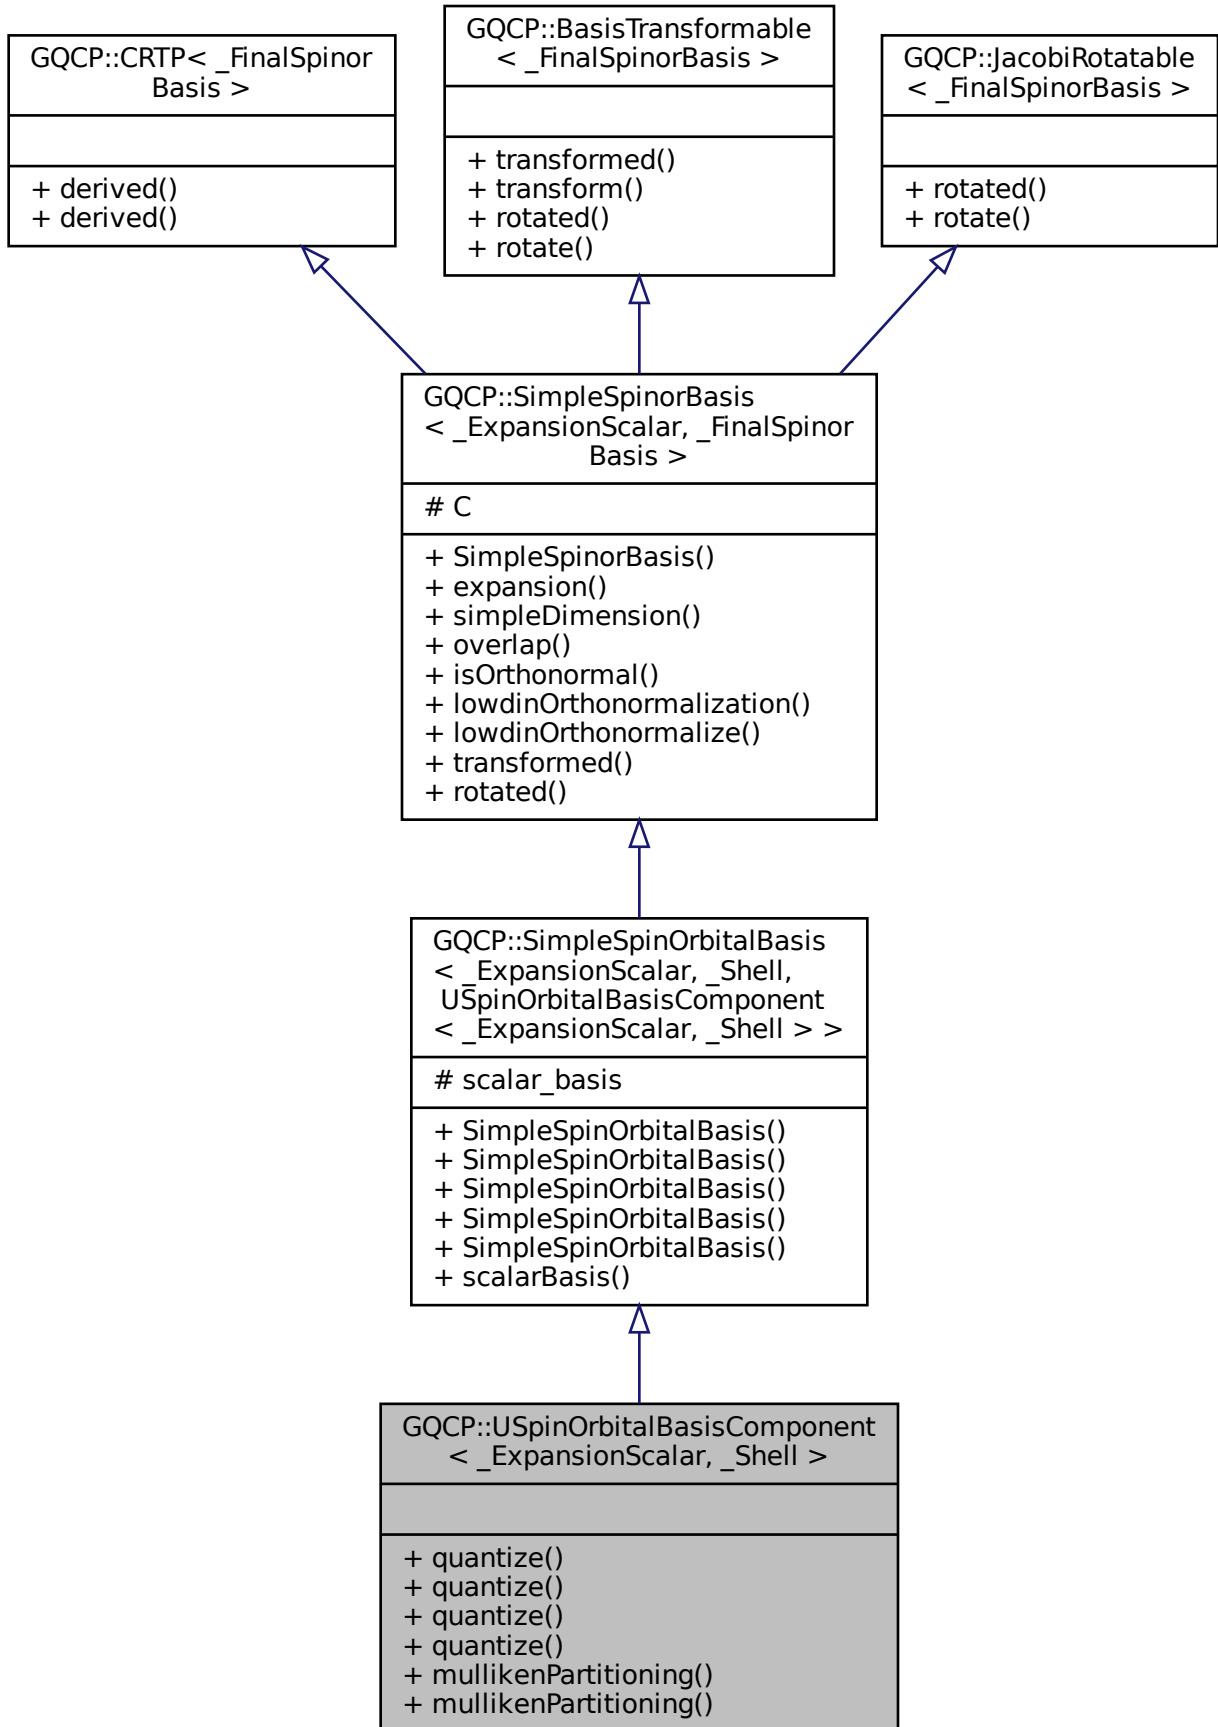 GQCP::CRTP< _FinalSpinor
Basis >
+ derived()
+ derived()
GQCP::BasisTransformable
< _FinalSpinorBasis >
+ transformed()
+ transform()
+ rotated()
+ rotate()
GQCP::JacobiRotatable
< _FinalSpinorBasis >
+ rotated()
+ rotate()
GQCP::SimpleSpinorBasis
< _ExpansionScalar, _FinalSpinor
Basis >
# C
+ SimpleSpinorBasis()
+ expansion()
+ simpleDimension()
+ overlap()
+ isOrthonormal()
+ lowdinOrthonormalization()
+ lowdinOrthonormalize()
+ transformed()
+ rotated()
GQCP::SimpleSpinOrbitalBasis
< _ExpansionScalar, _Shell,
USpinOrbitalBasisComponent
< _ExpansionScalar, _Shell > >
# scalar_basis
+ SimpleSpinOrbitalBasis()
+ SimpleSpinOrbitalBasis()
+ SimpleSpinOrbitalBasis()
+ SimpleSpinOrbitalBasis()
+ SimpleSpinOrbitalBasis()
+ scalarBasis()
GQCP::USpinOrbitalBasisComponent
< _ExpansionScalar, _Shell >
+ quantize()
+ quantize()
+ quantize()
+ quantize()
+ mullikenPartitioning()
+ mullikenPartitioning()